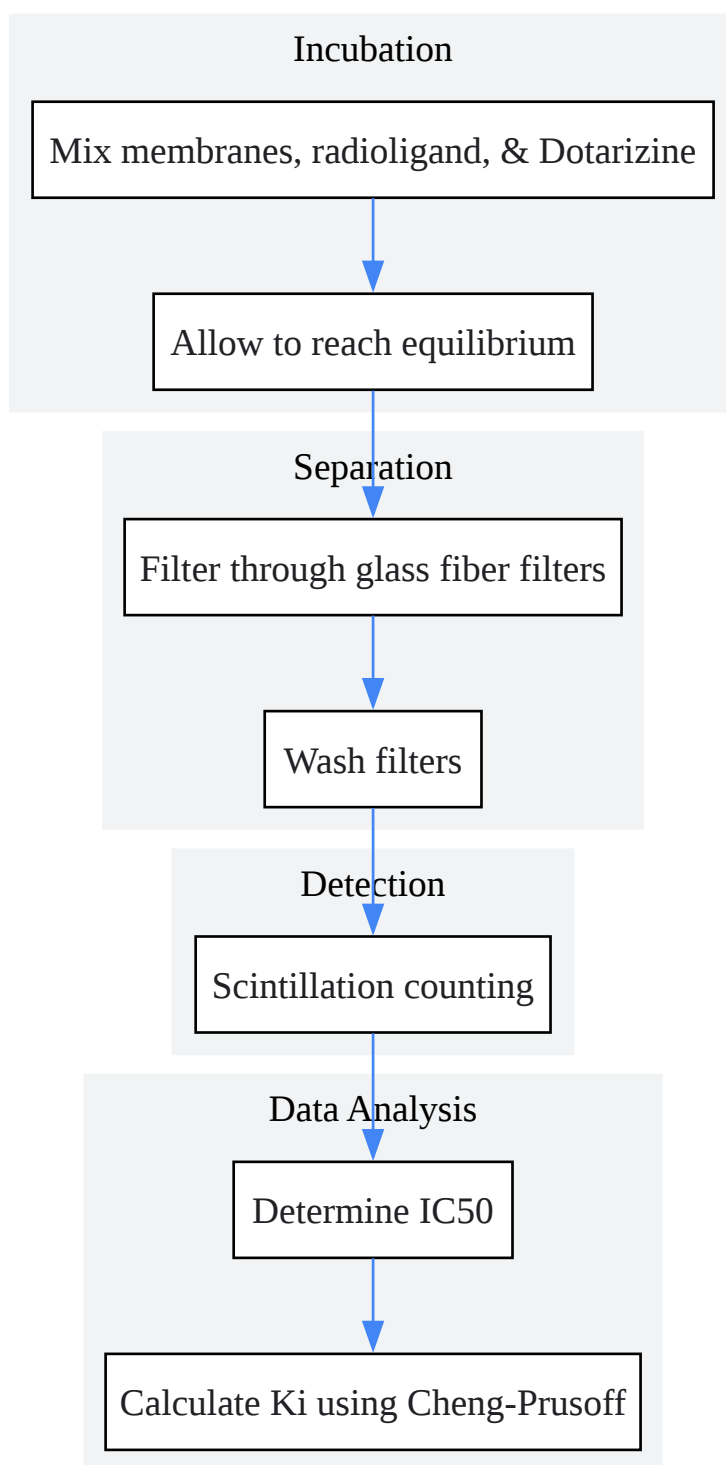 Incubation
Mix membranes, radioligand, & Dotarizine
Allow to reach equilibrium
Separation
Filter through glass fiber filters
Wash filters
Detection
Scintillation counting
Data Analysis
Determine IC50
Calculate Ki using Cheng-Prusoff